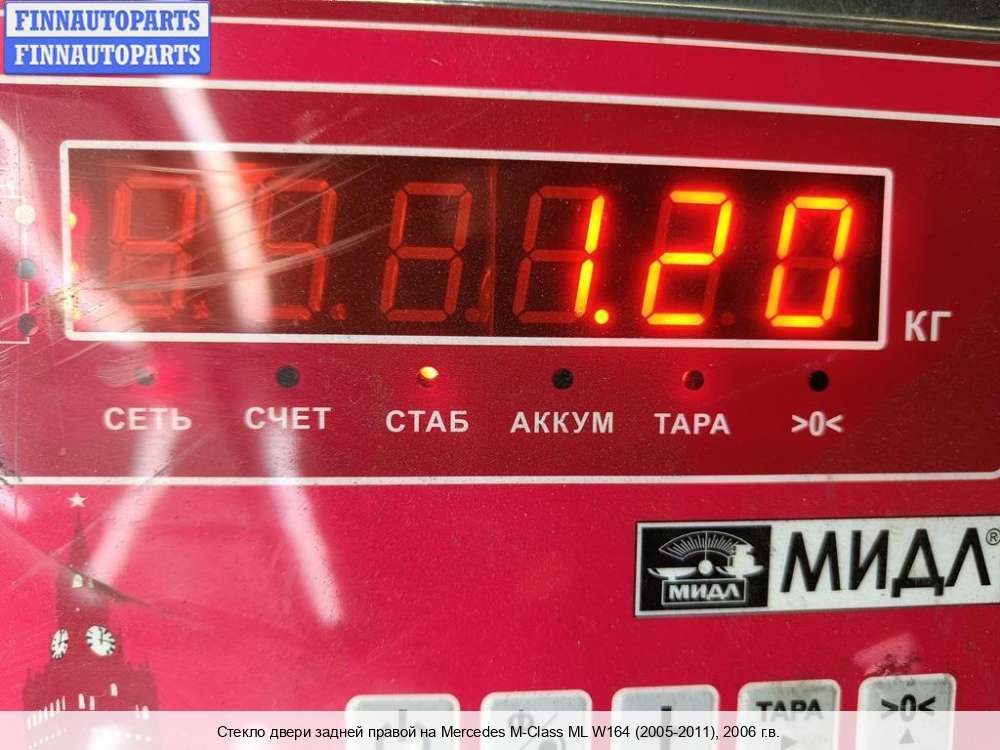 FINNAUTOPARTS
FINNAUTOPARTS
1.20
КГ
СЕТЬ СЧЕТ СТАБ АККУМ ТАРА >0<
МИДЛ МИДЛ®
ТАРА >0<
Стекло двери задней правой на Mercedes M-Class ML W164 (2005-2011), 2006 г.в.